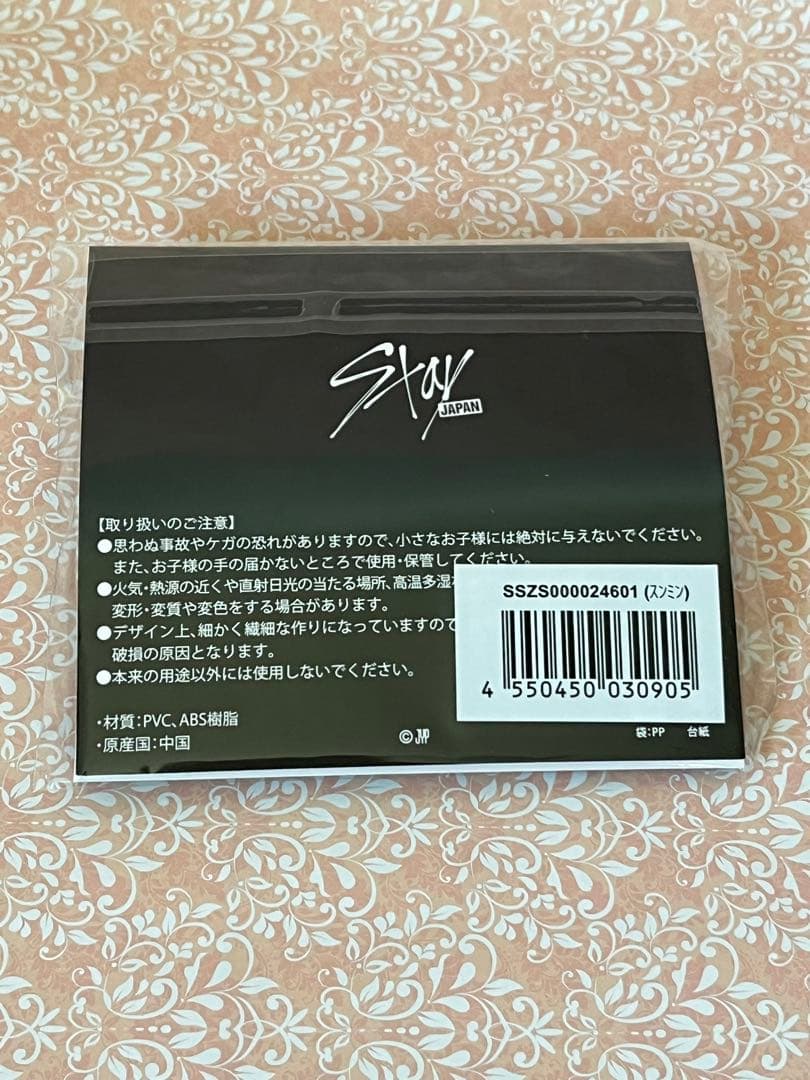 Stay
JAPAN
【取り扱いのご注意】
●思わぬ事故やケガの恐れがありますので、小さなお子様には絶対に与えないでください。
また、お子様の手の届かないところで使用・保管してください。
●火気・熱源の近くや直射日光の当たる場所、高温多湿
変形・変質や変色をする場合があります。
●デザイン上、細かく繊細な作りになっていますので
破損の原因となります。
●本来の用途以外には使用しないでください。
・材質:PVC、ABS樹脂
・原産国:中国
© JYP
SSZS000024601 (ｽﾝﾐﾝ)
4 550450 030905
袋:PP 台紙